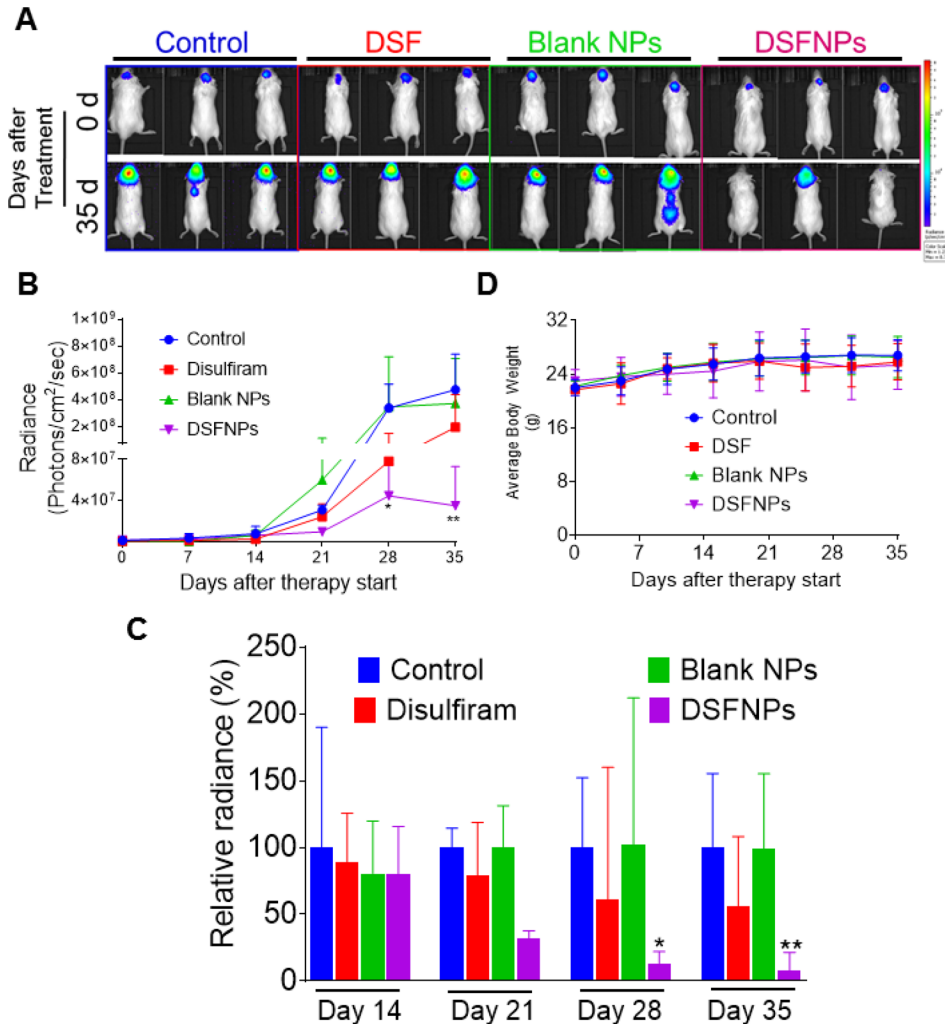 A
Control DSF Blank NPs DSFNPs
Days after
Treatment
0 d
35 d
B
Radiance
(Photons/cm²/sec)
1×10⁹
8×10⁸
6×10⁸
4×10⁸
2×10⁸
8×10⁷
4×10⁷
Control
Disulfiram
Blank NPs
DSFNPs
* **
0 7 14 21 28 35
Days after therapy start
D
Average Body Weight
(g)
32
24
16
8
0
Control
DSF
Blank NPs
DSFNPs
0 7 14 21 28 35
Days after therapy start
C
Relative radiance (%)
250
200
150
100
50
0
Control Blank NPs
Disulfiram DSFNPs
* **
Day 14 Day 21 Day 28 Day 35